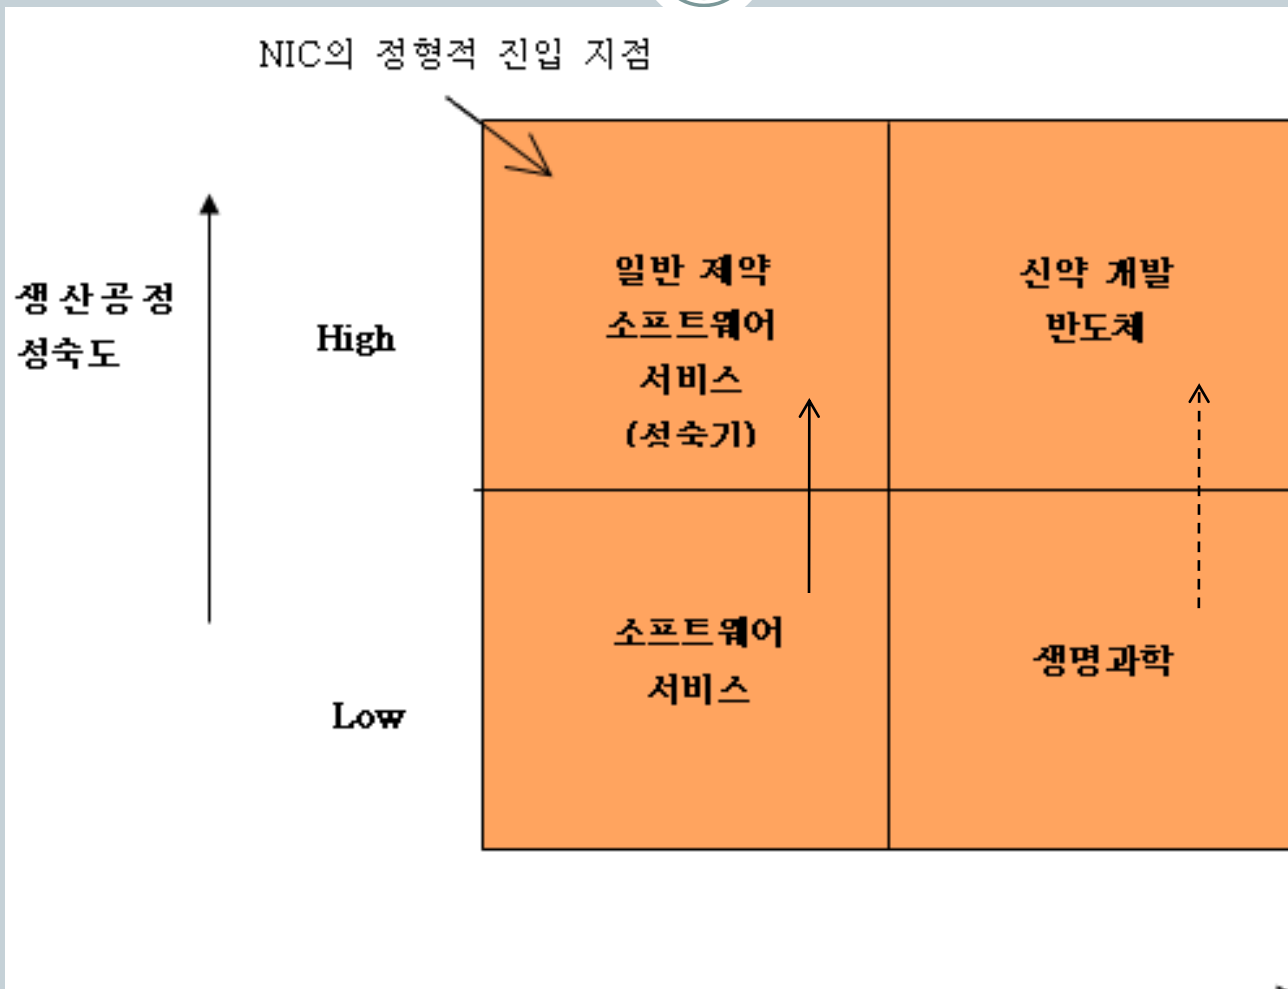 NIC의 정형적 진입 지점
생산공정
성숙도
High
일반 제약
소프트웨어
서비스
(성숙기)
신약 개발
반도체
Low
소프트웨어
서비스
생명과학